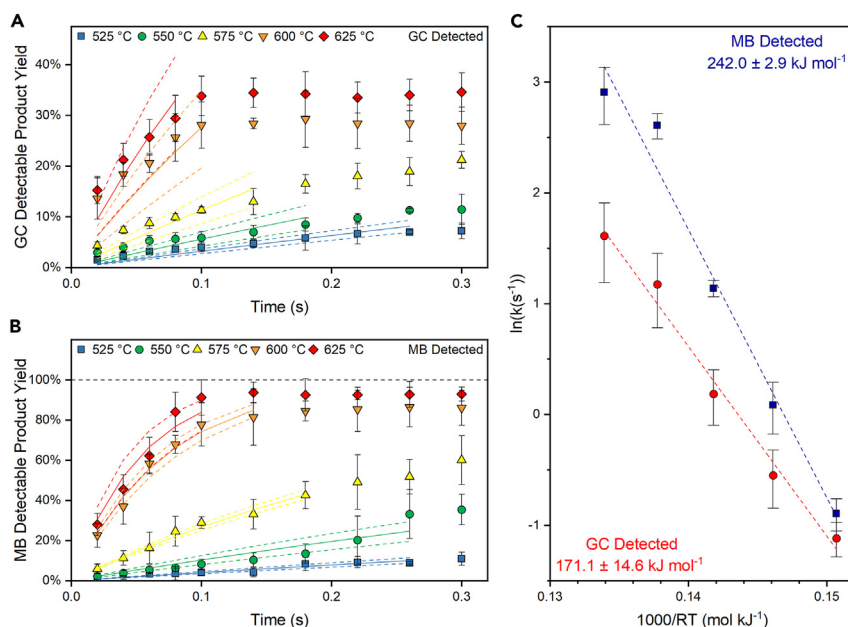 A
525 °C 550 °C 575 °C 600 °C 625 °C GC Detected
GC Detectable Product Yield
40%
30%
20%
10%
0%
0.0 0.1 0.2 0.3
Time (s)
B
525 °C 550 °C 575 °C 600 °C 625 °C MB Detected
MB Detectable Product Yield
100%
80%
60%
40%
20%
0%
0.0 0.1 0.2 0.3
Time (s)
C
MB Detected
242.0 ± 2.9 kJ mol⁻¹
ln(k(s⁻¹))
3
2
1
0
-1
GC Detected
171.1 ± 14.6 kJ mol⁻¹
0.13 0.14 0.15
1000/RT (mol kJ⁻¹)